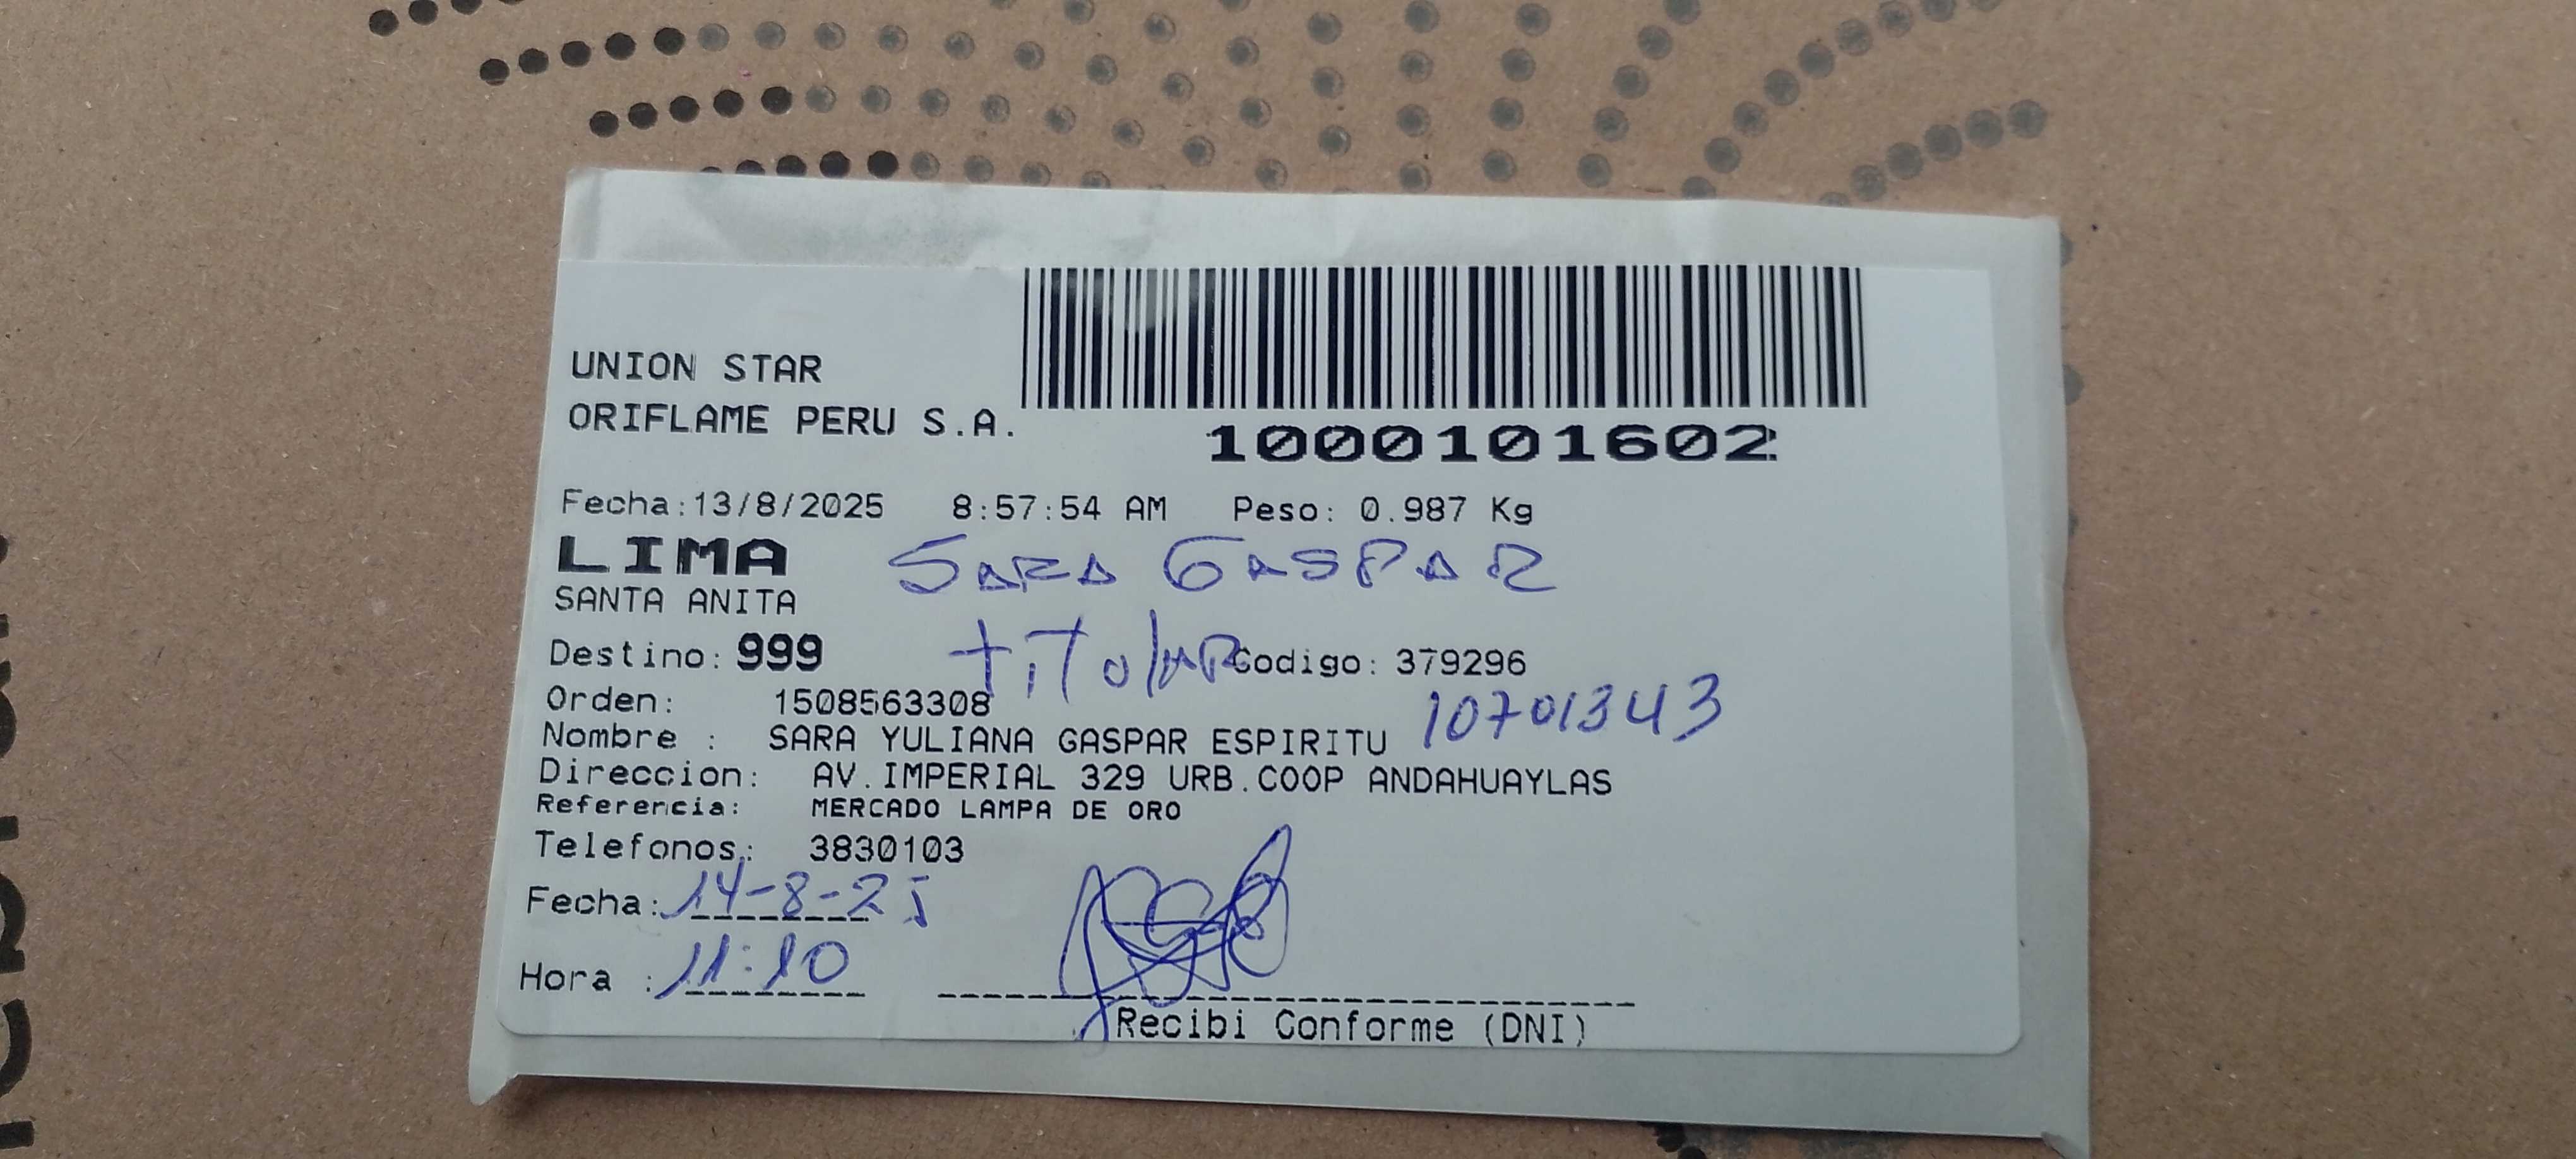 UNION STAR
ORIFLAME PERU S.A.
1000101602
Fecha:13/8/2025 8:57:54 AM Peso: 0.987 Kg
LIMA SARA GASPAR
SANTA ANITA
Destino: 999 titular Codigo: 379296
Orden: 1508563308
Nombre : SARA YULIANA GASPAR ESPIRITU 10701343
Direccion: AV.IMPERIAL 329 URB.COOP ANDAHUAYLAS
Referencia: MERCADO LAMPA DE ORO
Telefonos: 3830103
Fecha: 14-8-25
Hora : 11:10
Recibi Conforme (DNI)